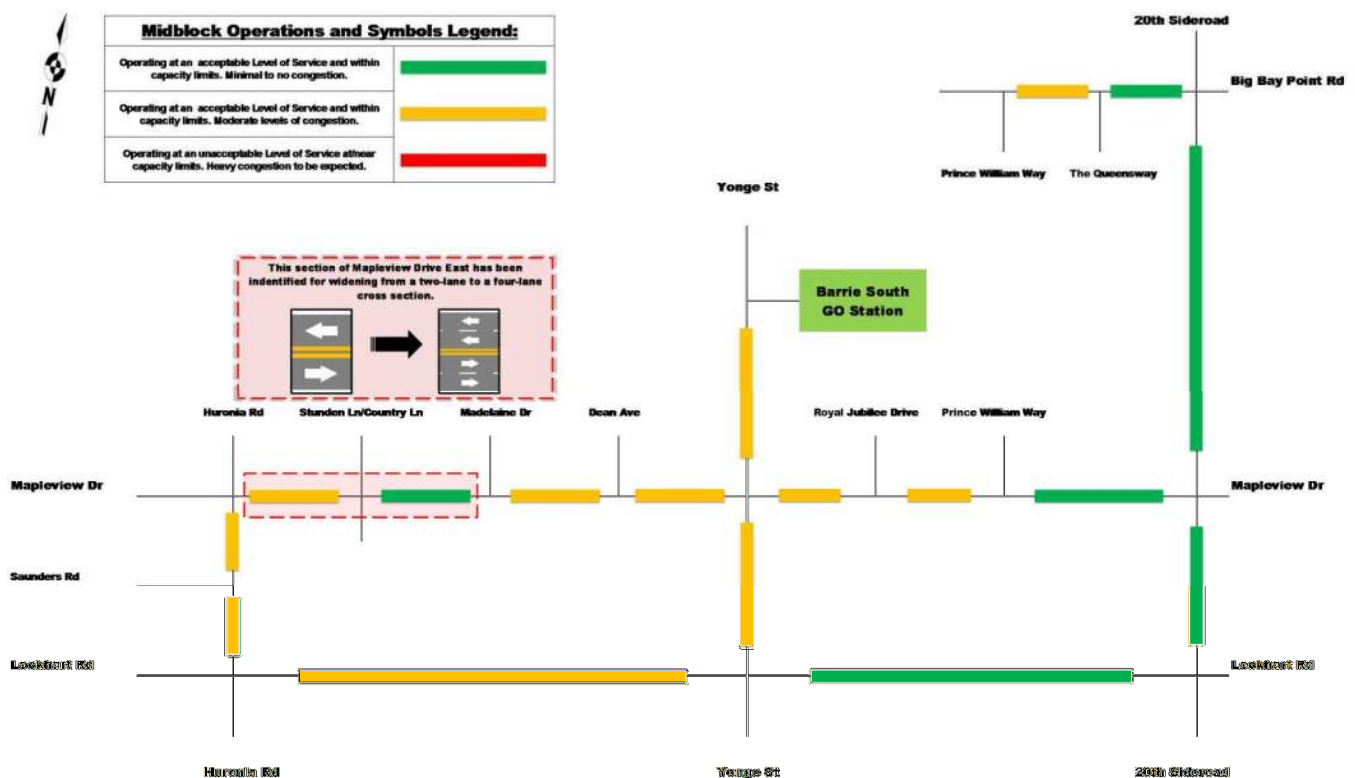 20th Sideroad
Midblock Operations and Symbols Legend:
Operating at an acceptable Level of Service and within
capacity limits. Minimal to no congestion.
Big Bay Point Rd
N
Operating at an acceptable Level of Service and within
capacity limits. Moderate levels of congestion.
Operating at an unacceptable Level of Service at/near
capacity limits. Heavy congestion to be expected.
Prince William Way
The Queensway
Yonge St
This section of Mapleview Drive East has been
indentified for widening from a two-lane to a four-lane
cross section.
Barrie South
GO Station
Huronia Rd
Stunden Ln/Country Ln
Madelaine Dr
Dean Ave
Royal Jubilee Drive
Prince William Way
Mapleview Dr
Mapleview Dr
Saunders Rd
Lockhart Rd
Lockhart Rd
Huronia Rd
Yonge St
20th Sideroad